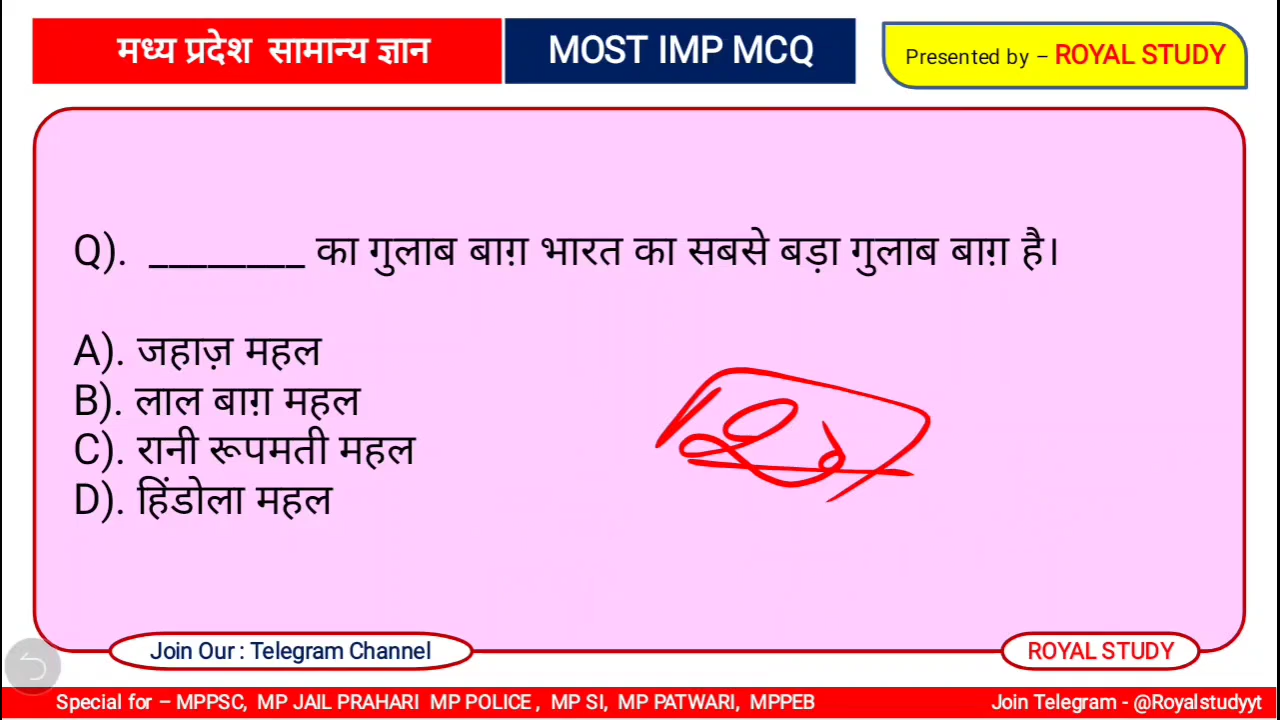 मध्य प्रदेश सामान्य ज्ञान
MOST IMP MCQ
Presented by – ROYAL STUDY
Q). ________ का गुलाब बाग़ भारत का सबसे बड़ा गुलाब बाग़ है।
A). जहाज़ महल
B). लाल बाग़ महल
C). रानी रूपमती महल
D). हिंडोला महल
Join Our : Telegram Channel
ROYAL STUDY
Special for – MPPSC, MP JAIL PRAHARI MP POLICE , MP SI, MP PATWARI, MPPEB
Join Telegram - @Royalstudyyt